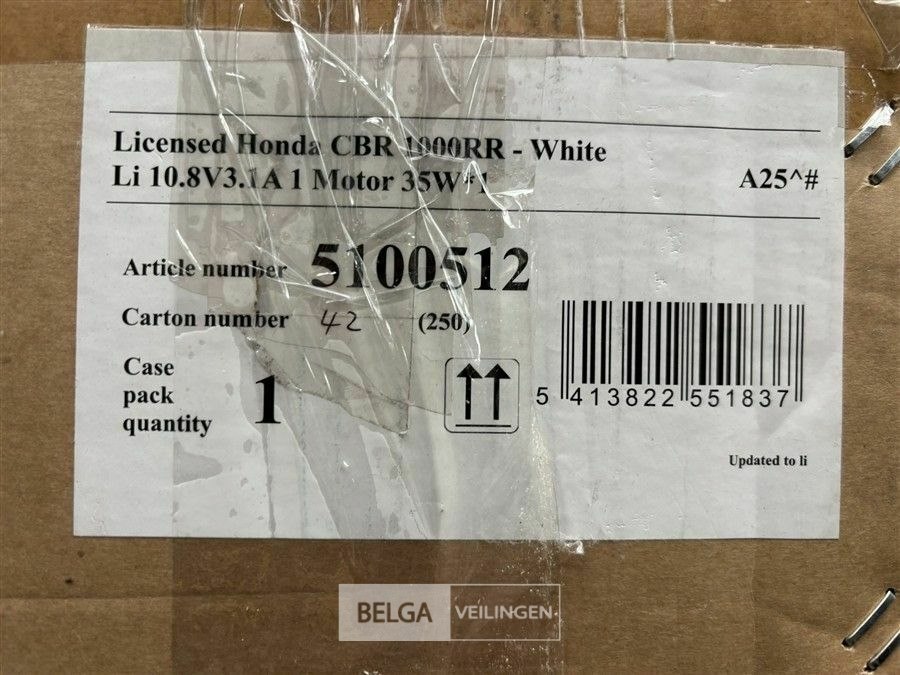 Licensed Honda CBR 1000RR - White
Li 10.8V3.1A 1 Motor 35W*1
A25^#
Article number 5100512
Carton number 42 (250)
Case
pack
quantity
1
5 413822 551837
Updated to li
BELGA VEILINGEN